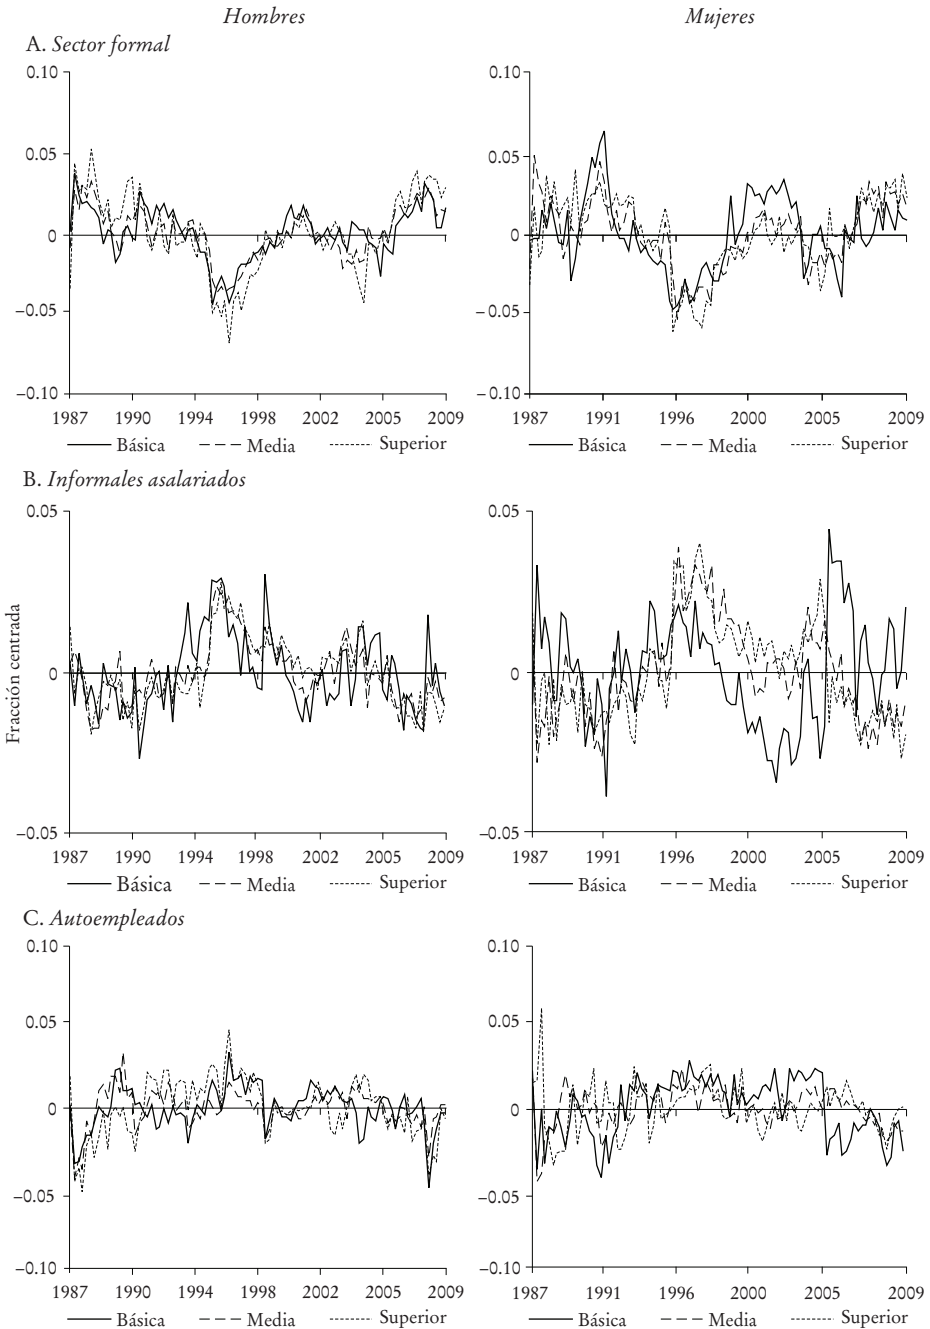 Hombres Mujeres
A. Sector formal
0.10 0.10
0.05 0.05
0 0
−0.05 −0.05
−0.10 −0.10
1987 1990 1994 1998 2002 2005 2009 1987 1991 1996 2000 2005 2009
Básica Media Superior Básica Media Superior
B. Informales asalariados
0.05 0.05
Fracción centrada
0 0
−0.05 −0.05
1987 1990 1994 1998 2002 2005 2009 1987 1991 1996 2000 2005 2009
Básica Media Superior Básica Media Superior
C. Autoempleados
0.10 0.10
0.05 0.05
0 0
−0.05 −0.05
−0.10 −0.10
1987 1990 1994 1998 2002 2005 2009 1987 1991 1996 2000 2005 2009
Básica Media Superior Básica Media Superior